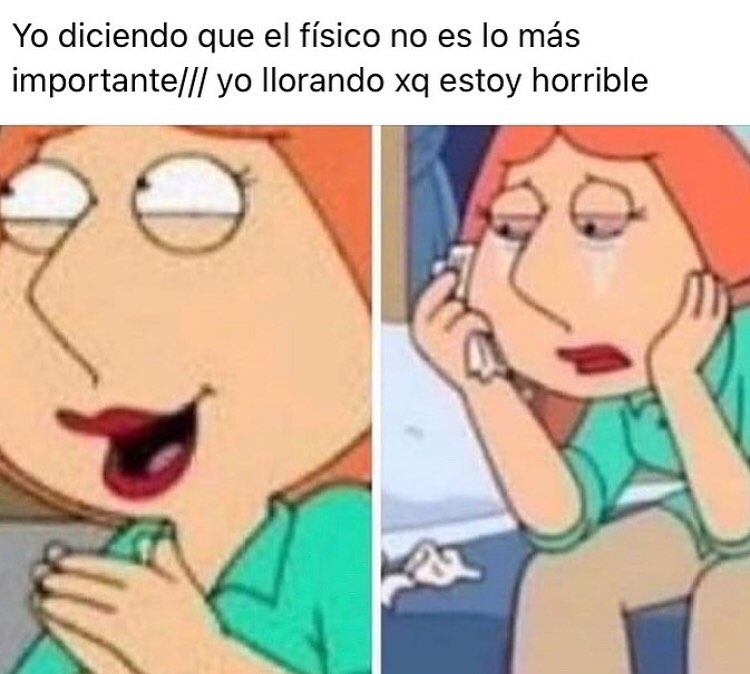 Yo diciendo que el físico no es lo más
importante/// yo llorando xq estoy horrible